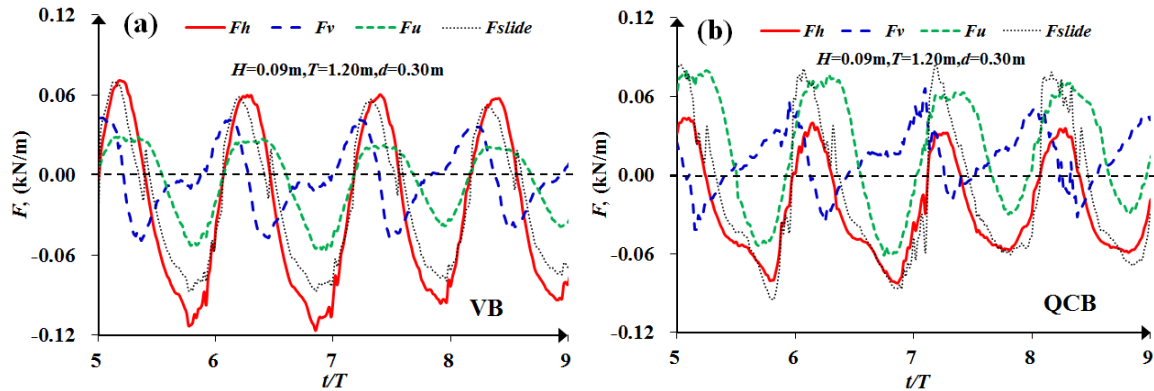 (a)
Fh Fv Fu Fslide
H=0.09m,T=1.20m,d=0.30m
F, (kN/m)
0.12
0.06
0.00
-0.06
-0.12
VB
5 6 7 8 9
t/T
(b)
Fh Fv Fu Fslide
H=0.09m,T=1.20m,d=0.30m
F, (kN/m)
0.12
0.06
0.00
-0.06
-0.12
QCB
5 6 7 8 9
t/T